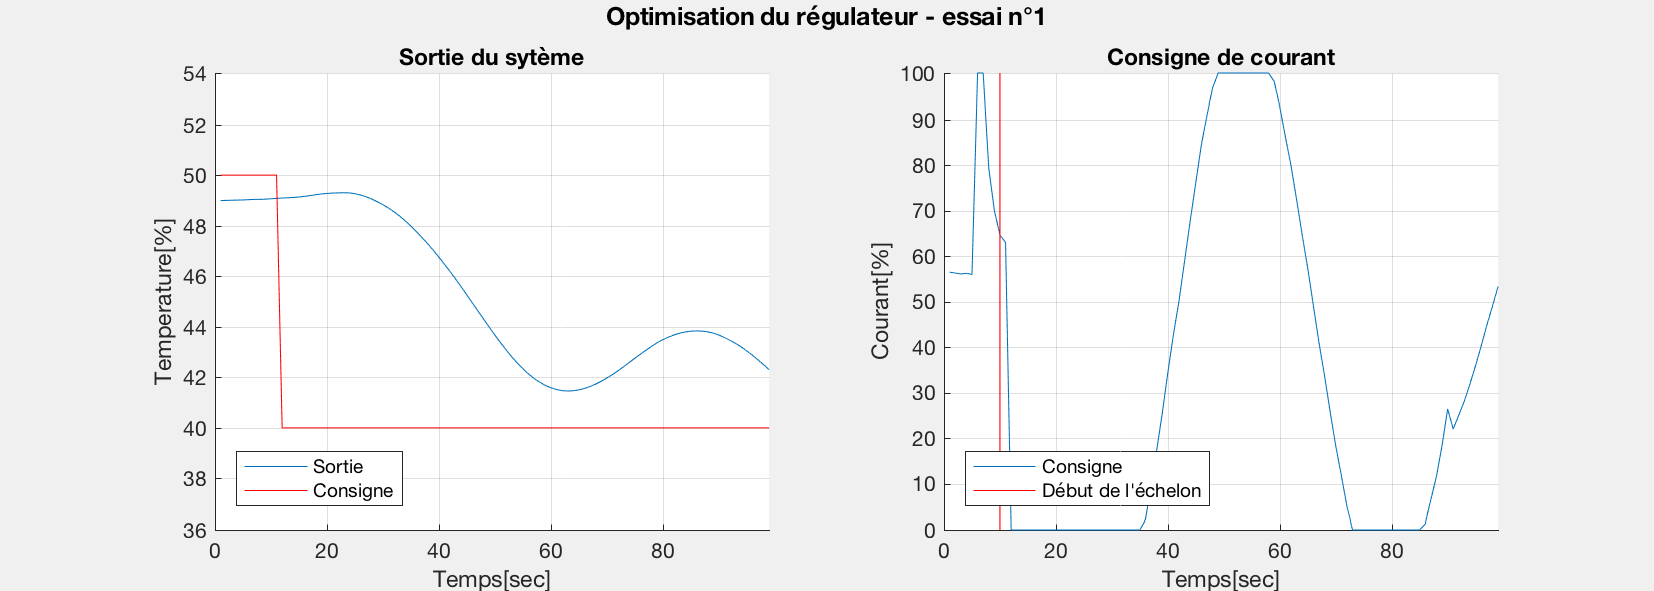 Optimisation du régulateur - essai n°1
Sortie du sytème
54
52
50
48
46
44
42
40
38
36
0
20
40
60
80
Temperature[%]
Temps[sec]
Sortie
Consigne
Consigne de courant
100
90
80
70
60
50
40
30
20
10
0
0
20
40
60
80
Courant[%]
Temps[sec]
Consigne
Début de l'échelon